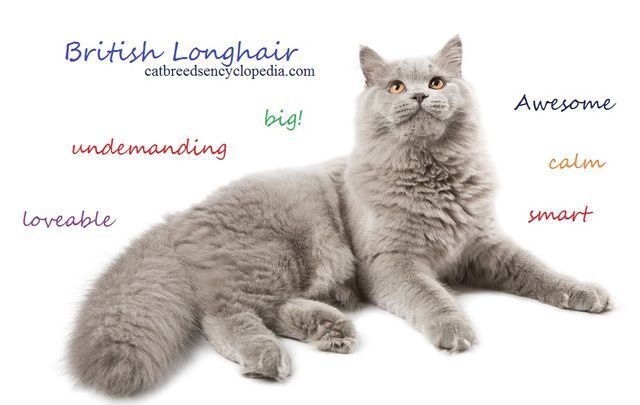 British Longhair
catbreedsencyclopedia.com
Awesome
big!
undemanding
calm
loveable
smart